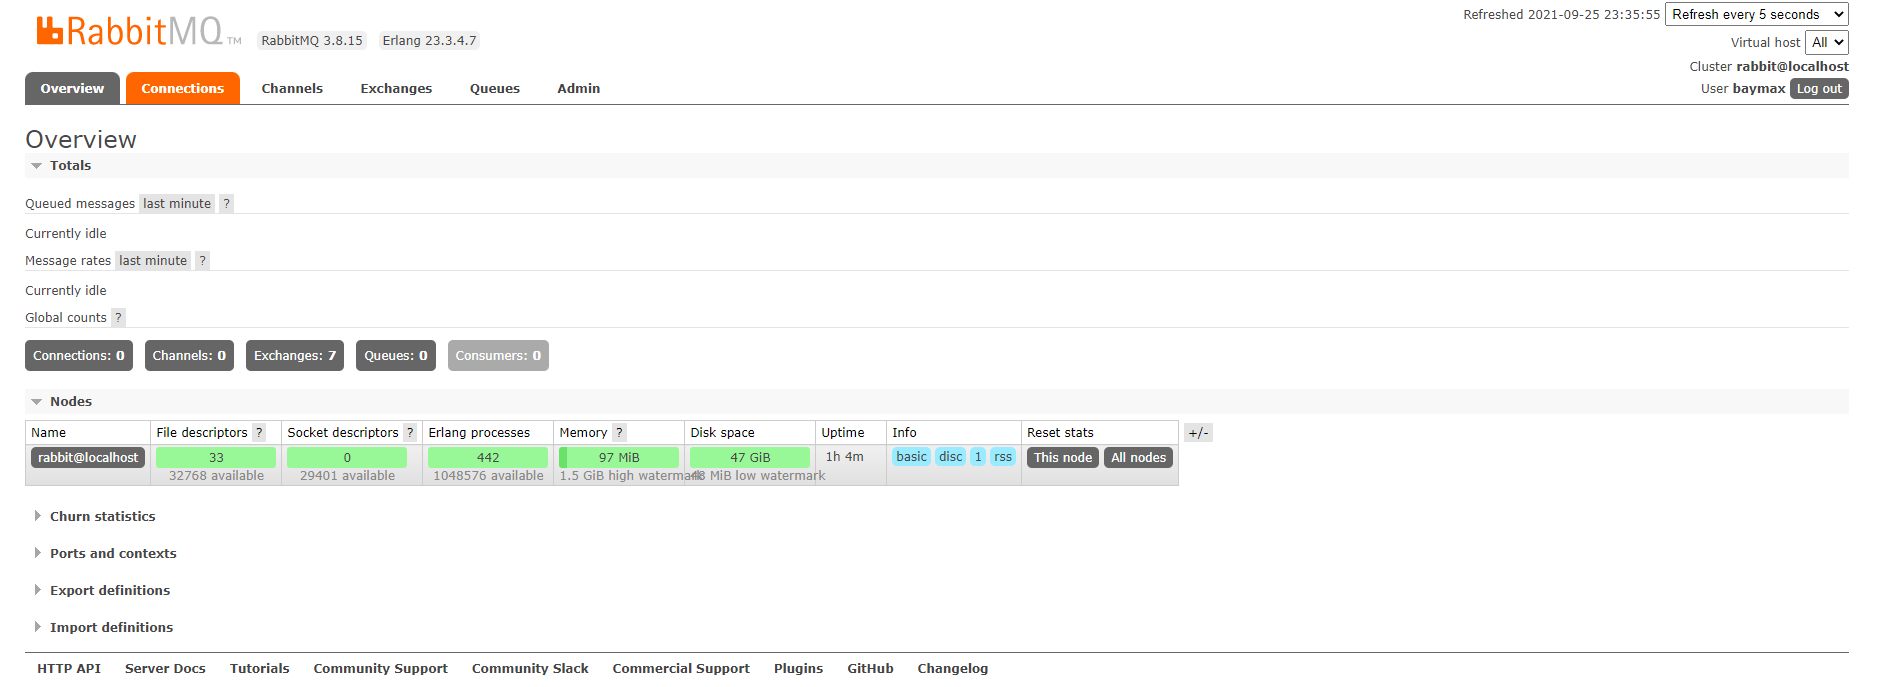 RabbitMQ TM RabbitMQ 3.8.15 Erlang 23.3.4.7
Refreshed 2021-09-25 23:35:55 Refresh every 5 seconds
Virtual host All
Cluster rabbit@localhost
User baymax Log out
Overview Connections Channels Exchanges Queues Admin
Overview
Totals
Queued messages last minute ?
Currently idle
Message rates last minute ?
Currently idle
Global counts ?
Connections: 0 Channels: 0 Exchanges: 7 Queues: 0 Consumers: 0
Nodes
Name File descriptors ? Socket descriptors ? Erlang processes Memory ? Disk space Uptime Info Reset stats +/-
rabbit@localhost 33 0 442 97 MiB 47 GiB 1h 4m basic disc 1 rss This node All nodes
32768 available 29401 available 1048576 available 1.5 GiB high watermark 48 MiB low watermark
Churn statistics
Ports and contexts
Export definitions
Import definitions
HTTP API Server Docs Tutorials Community Support Community Slack Commercial Support Plugins GitHub Changelog